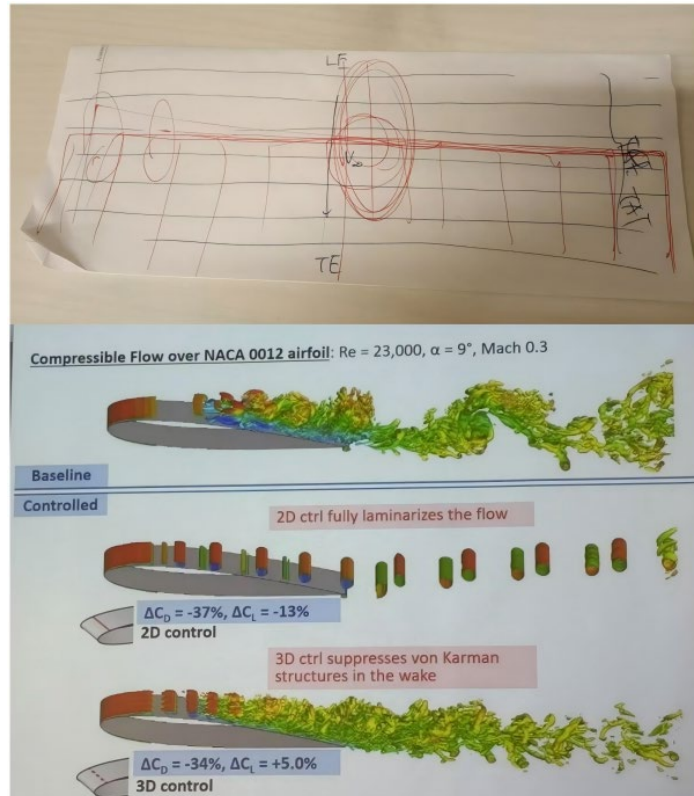 LE
V∞
TE
Compressible Flow over NACA 0012 airfoil: Re = 23,000, α = 9°, Mach 0.3
Baseline
Controlled
2D ctrl fully laminarizes the flow
ΔC_D = -37%, ΔC_L = -13%
2D control
3D ctrl suppresses von Karman
structures in the wake
ΔC_D = -34%, ΔC_L = +5.0%
3D control